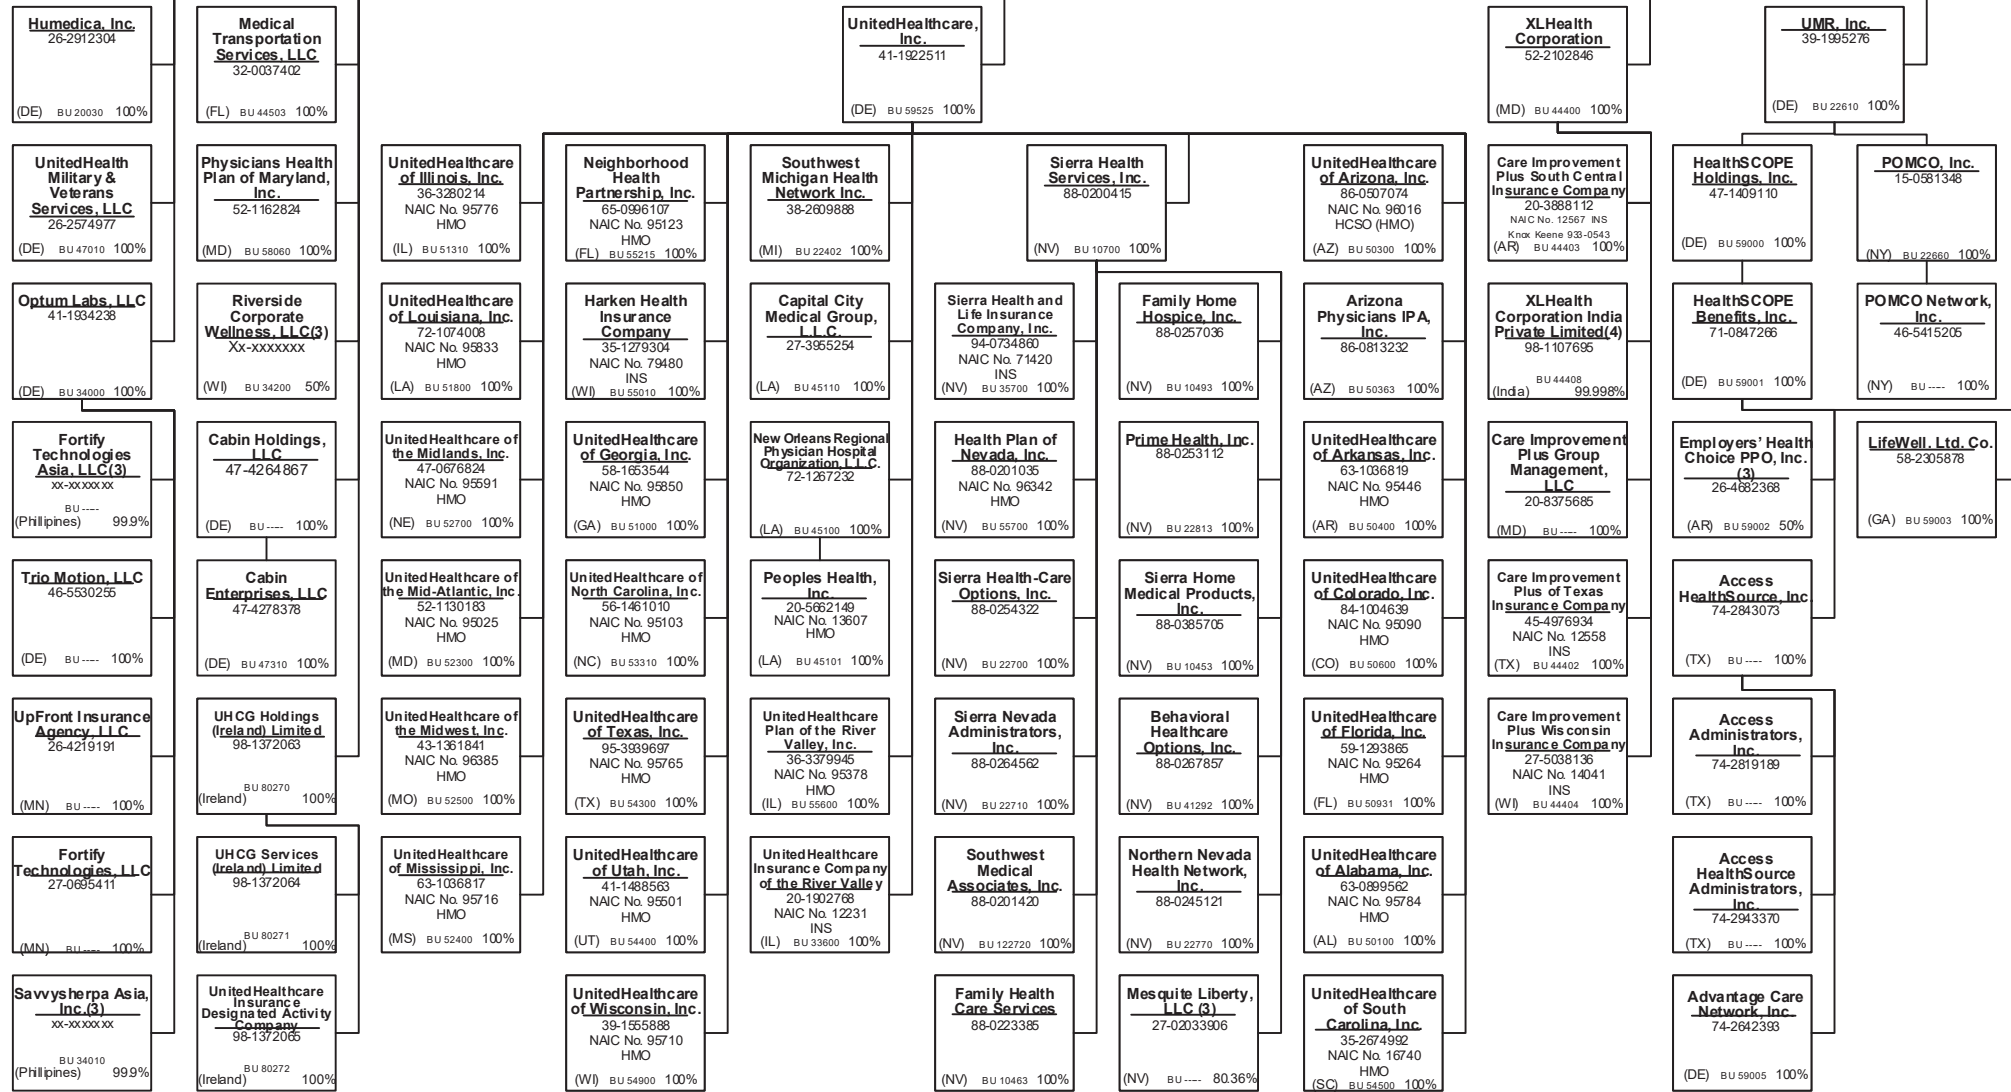 Humedica, Inc.
26-2912304
(DE) BU 20030 100%
Medical
Transportation
Services, LLC
32-0037402
(FL) BU 44503 100%
UnitedHealthcare,
Inc.
41-1922511
(DE) BU 59525 100%
XLHealth
Corporation
52-2102846
(MD) BU 44400 100%
UMR, Inc.
39-1995276
(DE) BU 22610 100%
UnitedHealth
Military &
Veterans
Services, LLC
26-2574977
(DE) BU 47010 100%
Physicians Health
Plan of Maryland,
Inc.
52-1162824
(MD) BU 58060 100%
UnitedHealthcare
of Illinois, Inc.
36-3280214
NAIC No. 95776
HMO
(IL) BU 51310 100%
Neighborhood
Health
Partnership, Inc.
65-0996107
NAIC No. 95123
HMO
(FL) BU 55215 100%
Southwest
Michigan Health
Network Inc.
38-2609888
(MI) BU 22402 100%
Sierra Health
Services, Inc.
88-0200415
(NV) BU 10700 100%
UnitedHealthcare
of Arizona, Inc.
86-0507074
NAIC No. 96016
HCSO (HMO)
(AZ) BU 50300 100%
Care Improvement
Plus South Central
Insurance Company
20-3888112
NAIC No. 12567 INS
Knox Keene 933-0543
(AR) BU 44403 100%
HealthSCOPE
Holdings, Inc.
47-1409110
(DE) BU 59000 100%
POMCO, Inc.
15-0581348
(NY) BU 22660 100%
Optum Labs, LLC
41-1934238
(DE) BU 34000 100%
Riverside
Corporate
Wellness, LLC(3)
Xx-xxxxxxx
(WI) BU 34200 50%
UnitedHealthcare
of Louisiana, Inc.
72-1074008
NAIC No. 95833
HMO
(LA) BU 51800 100%
Harken Health
Insurance
Company
35-1279304
NAIC No. 79480
INS
(WI) BU 55010 100%
Capital City
Medical Group,
L.L.C.
27-3955254
(LA) BU 45110 100%
Sierra Health and
Life Insurance
Company, Inc.
94-0734860
NAIC No. 71420
INS
(NV) BU 35700 100%
Family Home
Hospice, Inc.
88-0257036
(NV) BU 10493 100%
Arizona
Physicians IPA,
Inc.
86-0813232
(AZ) BU 50363 100%
XLHealth
Corporation India
Private Limited(4)
98-1107695
BU 44408
(India) 99.998%
HealthSCOPE
Benefits, Inc.
71-0847266
(DE) BU 59001 100%
POMCO Network,
Inc.
46-5415205
(NY) BU ---- 100%
Fortify
Technologies
Asia, LLC(3)
xx-xxxxxxx
BU ----
(Phillipines) 99.9%
Cabin Holdings,
LLC
47-4264867
(DE) BU ---- 100%
UnitedHealthcare of
the Midlands, Inc.
47-0676824
NAIC No. 95591
HMO
(NE) BU 52700 100%
UnitedHealthcare
of Georgia, Inc.
58-1653544
NAIC No. 95850
HMO
(GA) BU 51000 100%
New Orleans Regional
Physician Hospital
Organization, L.L.C.
72-1267232
(LA) BU 45100 100%
Health Plan of
Nevada, Inc.
88-0201035
NAIC No. 96342
HMO
(NV) BU 55700 100%
Prime Health, Inc.
88-0253112
(NV) BU 22813 100%
UnitedHealthcare
of Arkansas, Inc.
63-1036819
NAIC No. 95446
HMO
(AR) BU 50400 100%
Care Improvement
Plus Group
Management,
LLC
20-8375685
(MD) BU ---- 100%
Employers' Health
Choice PPO, Inc.
(3)
26-4682368
(AR) BU 59002 50%
LifeWell, Ltd. Co.
58-2305878
(GA) BU 59003 100%
Trio Motion, LLC
46-5530255
(DE) BU ---- 100%
Cabin
Enterprises, LLC
47-4278378
(DE) BU 47310 100%
UnitedHealthcare of
the Mid-Atlantic, Inc.
52-1130183
NAIC No. 95025
HMO
(MD) BU 52300 100%
UnitedHealthcare of
North Carolina, Inc.
56-1461010
NAIC No. 95103
HMO
(NC) BU 53310 100%
Peoples Health,
Inc.
20-5662149
NAIC No. 13607
HMO
(LA) BU 45101 100%
Sierra Health-Care
Options, Inc.
88-0254322
(NV) BU 22700 100%
Sierra Home
Medical Products,
Inc.
88-0385705
(NV) BU 10453 100%
UnitedHealthcare
of Colorado, Inc.
84-1004639
NAIC No. 95090
HMO
(CO) BU 50600 100%
Care Improvement
Plus of Texas
Insurance Company
45-4976934
NAIC No. 12558
INS
(TX) BU 44402 100%
Access
HealthSource, Inc.
74-2843073
(TX) BU ---- 100%
UpFront Insurance
Agency, LLC
26-4219191
(MN) BU ---- 100%
UHCG Holdings
(Ireland) Limited
98-1372063
BU 80270
(Ireland) 100%
UnitedHealthcare of
the Midwest, Inc.
43-1361841
NAIC No. 96385
HMO
(MO) BU 52500 100%
UnitedHealthcare
of Texas, Inc.
95-3939697
NAIC No. 95765
HMO
(TX) BU 54300 100%
UnitedHealthcare
Plan of the River
Valley, Inc.
36-3379945
NAIC No. 95378
HMO
(IL) BU 55600 100%
Sierra Nevada
Administrators,
Inc.
88-0264562
(NV) BU 22710 100%
Behavioral
Healthcare
Options, Inc.
88-0267857
(NV) BU 41292 100%
UnitedHealthcare
of Florida, Inc.
59-1293865
NAIC No. 95264
HMO
(FL) BU 50931 100%
Care Improvement
Plus Wisconsin
Insurance Company
27-5038136
NAIC No. 14041
INS
(WI) BU 44404 100%
Access
Administrators,
Inc.
74-2819189
(TX) BU ---- 100%
Fortify
Technologies, LLC
27-0695411
(MN) BU ---- 100%
UHCG Services
(Ireland) Limited
98-1372064
BU 80271
(Ireland) 100%
UnitedHealthcare
of Mississippi, Inc.
63-1036817
NAIC No. 95716
HMO
(MS) BU 52400 100%
UnitedHealthcare
of Utah, Inc.
41-1488563
NAIC No. 95501
HMO
(UT) BU 54400 100%
UnitedHealthcare
Insurance Company
of the River Valley
20-1902768
NAIC No. 12231
INS
(IL) BU 33600 100%
Southwest
Medical
Associates, Inc.
88-0201420
(NV) BU 122720 100%
Northern Nevada
Health Network,
Inc.
88-0245121
(NV) BU 22770 100%
UnitedHealthcare
of Alabama, Inc.
63-0899562
NAIC No. 95784
HMO
(AL) BU 50100 100%
Access
HealthSource
Administrators,
Inc.
74-2943370
(TX) BU ---- 100%
Savvysherpa Asia,
Inc.(3)
xx-xxxxxxx
BU 34010
(Phillipines) 99.9%
UnitedHealthcare
Insurance
Designated Activity
Company
98-1372065
BU 80272
(Ireland) 100%
UnitedHealthcare
of Wisconsin, Inc.
39-1555888
NAIC No. 95710
HMO
(WI) BU 54900 100%
Family Health
Care Services
88-0223385
(NV) BU 10463 100%
Mesquite Liberty,
LLC (3)
27-02033906
(NV) BU ---- 80.36%
UnitedHealthcare
of South
Carolina, Inc.
35-2674992
NAIC No. 16740
HMO
(SC) BU 54500 100%
Advantage Care
Network, Inc.
74-2642393
(DE) BU 59005 100%